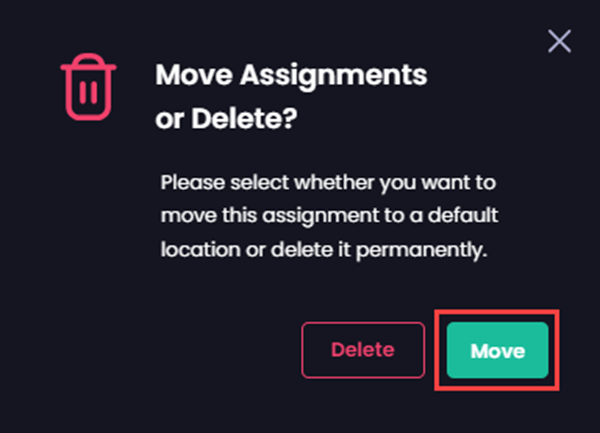 Move Assignments
or Delete?
Please select whether you want to
move this assignment to a default
location or delete it permanently.
Delete
Move